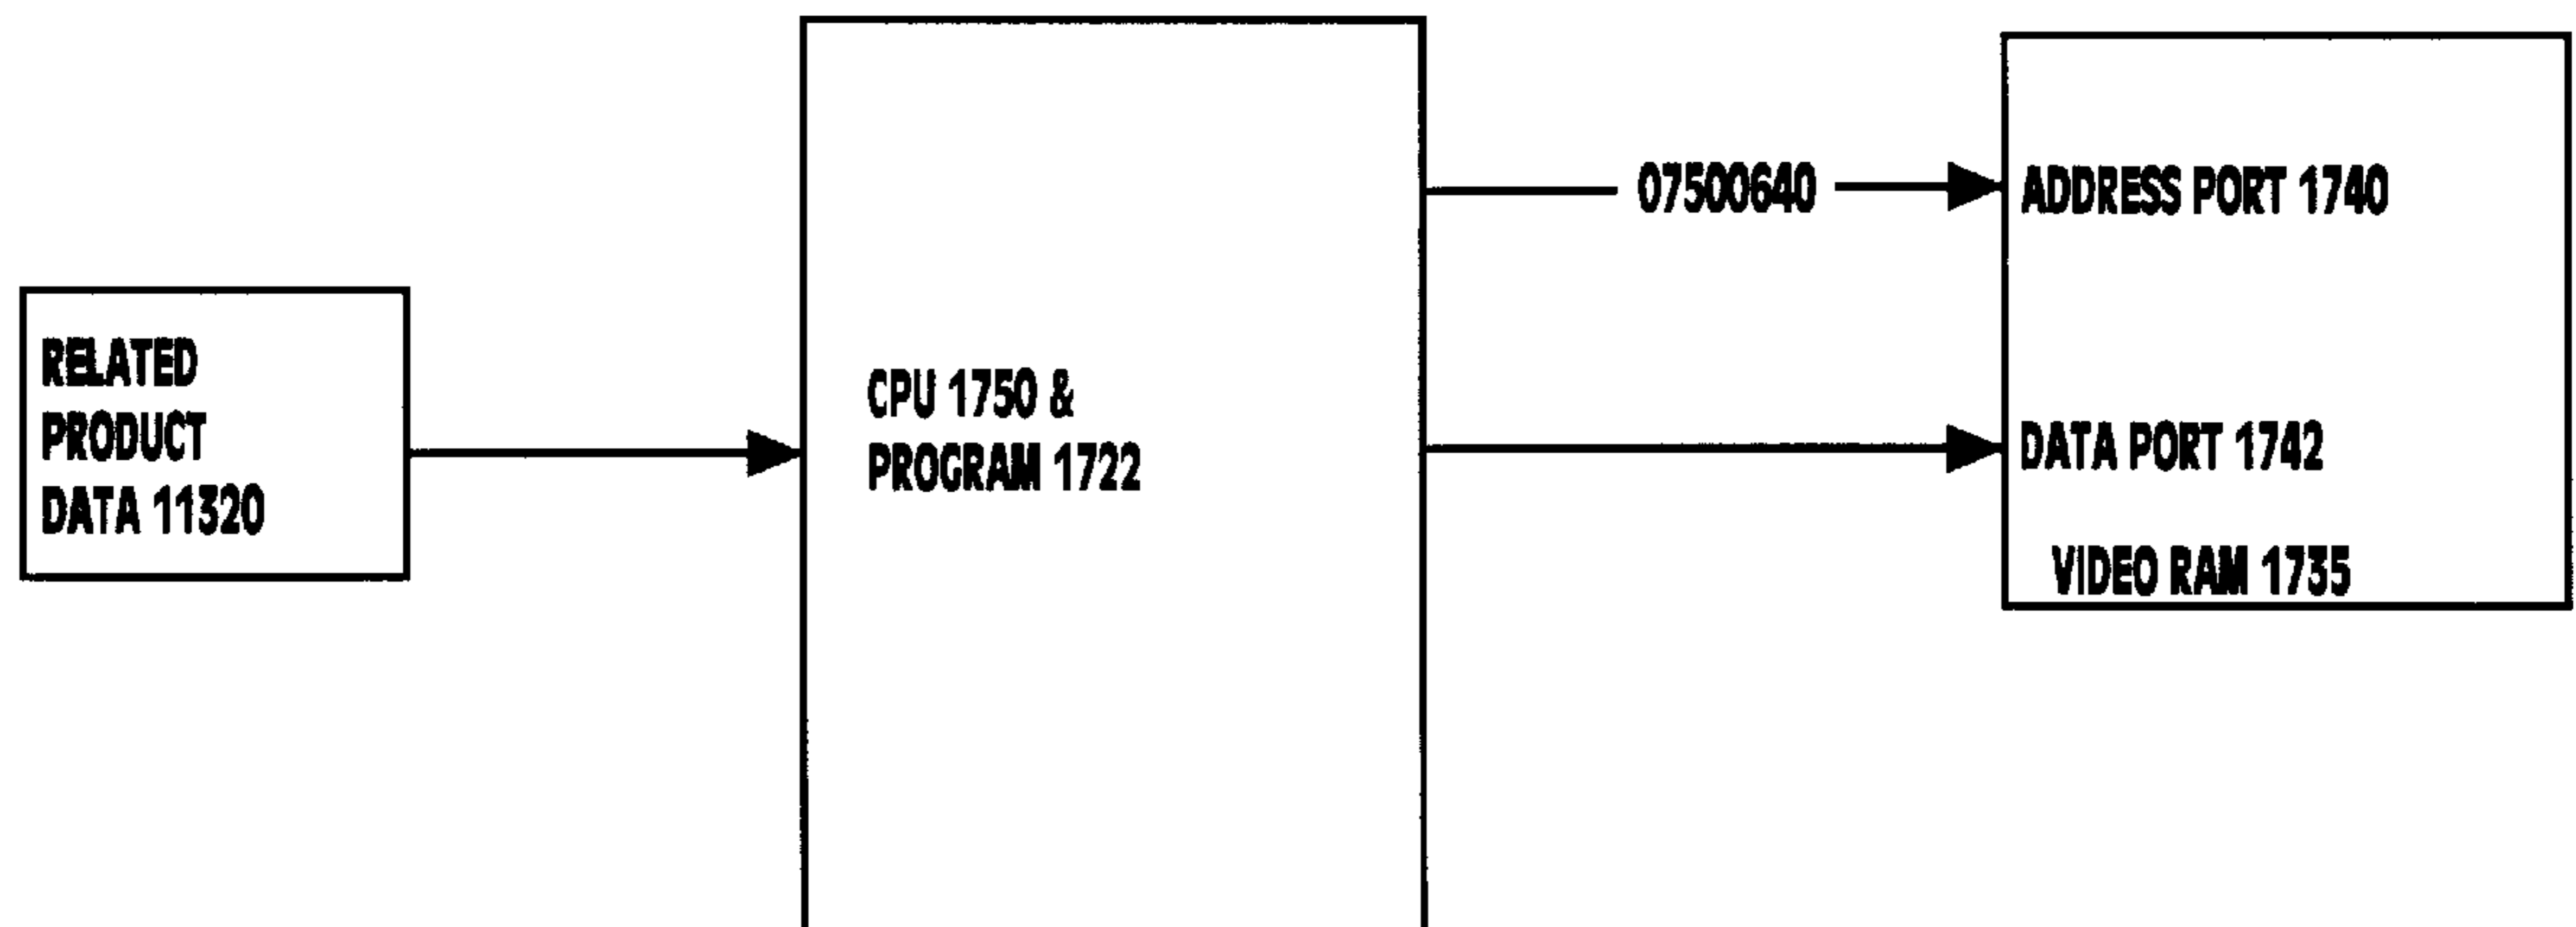 RELATED
PRODUCT
DATA 11320
CPU 1750 &
PROGRAM 1722
07500640
ADDRESS PORT 1740
DATA PORT 1742
VIDEO RAM 1735